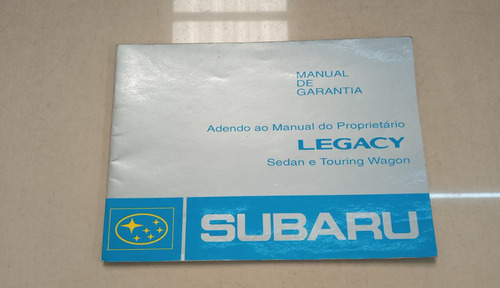 MANUAL
DE
GARANTIA
Adendo ao Manual do Proprietário
LEGACY
Sedan e Touring Wagon
SUBARU